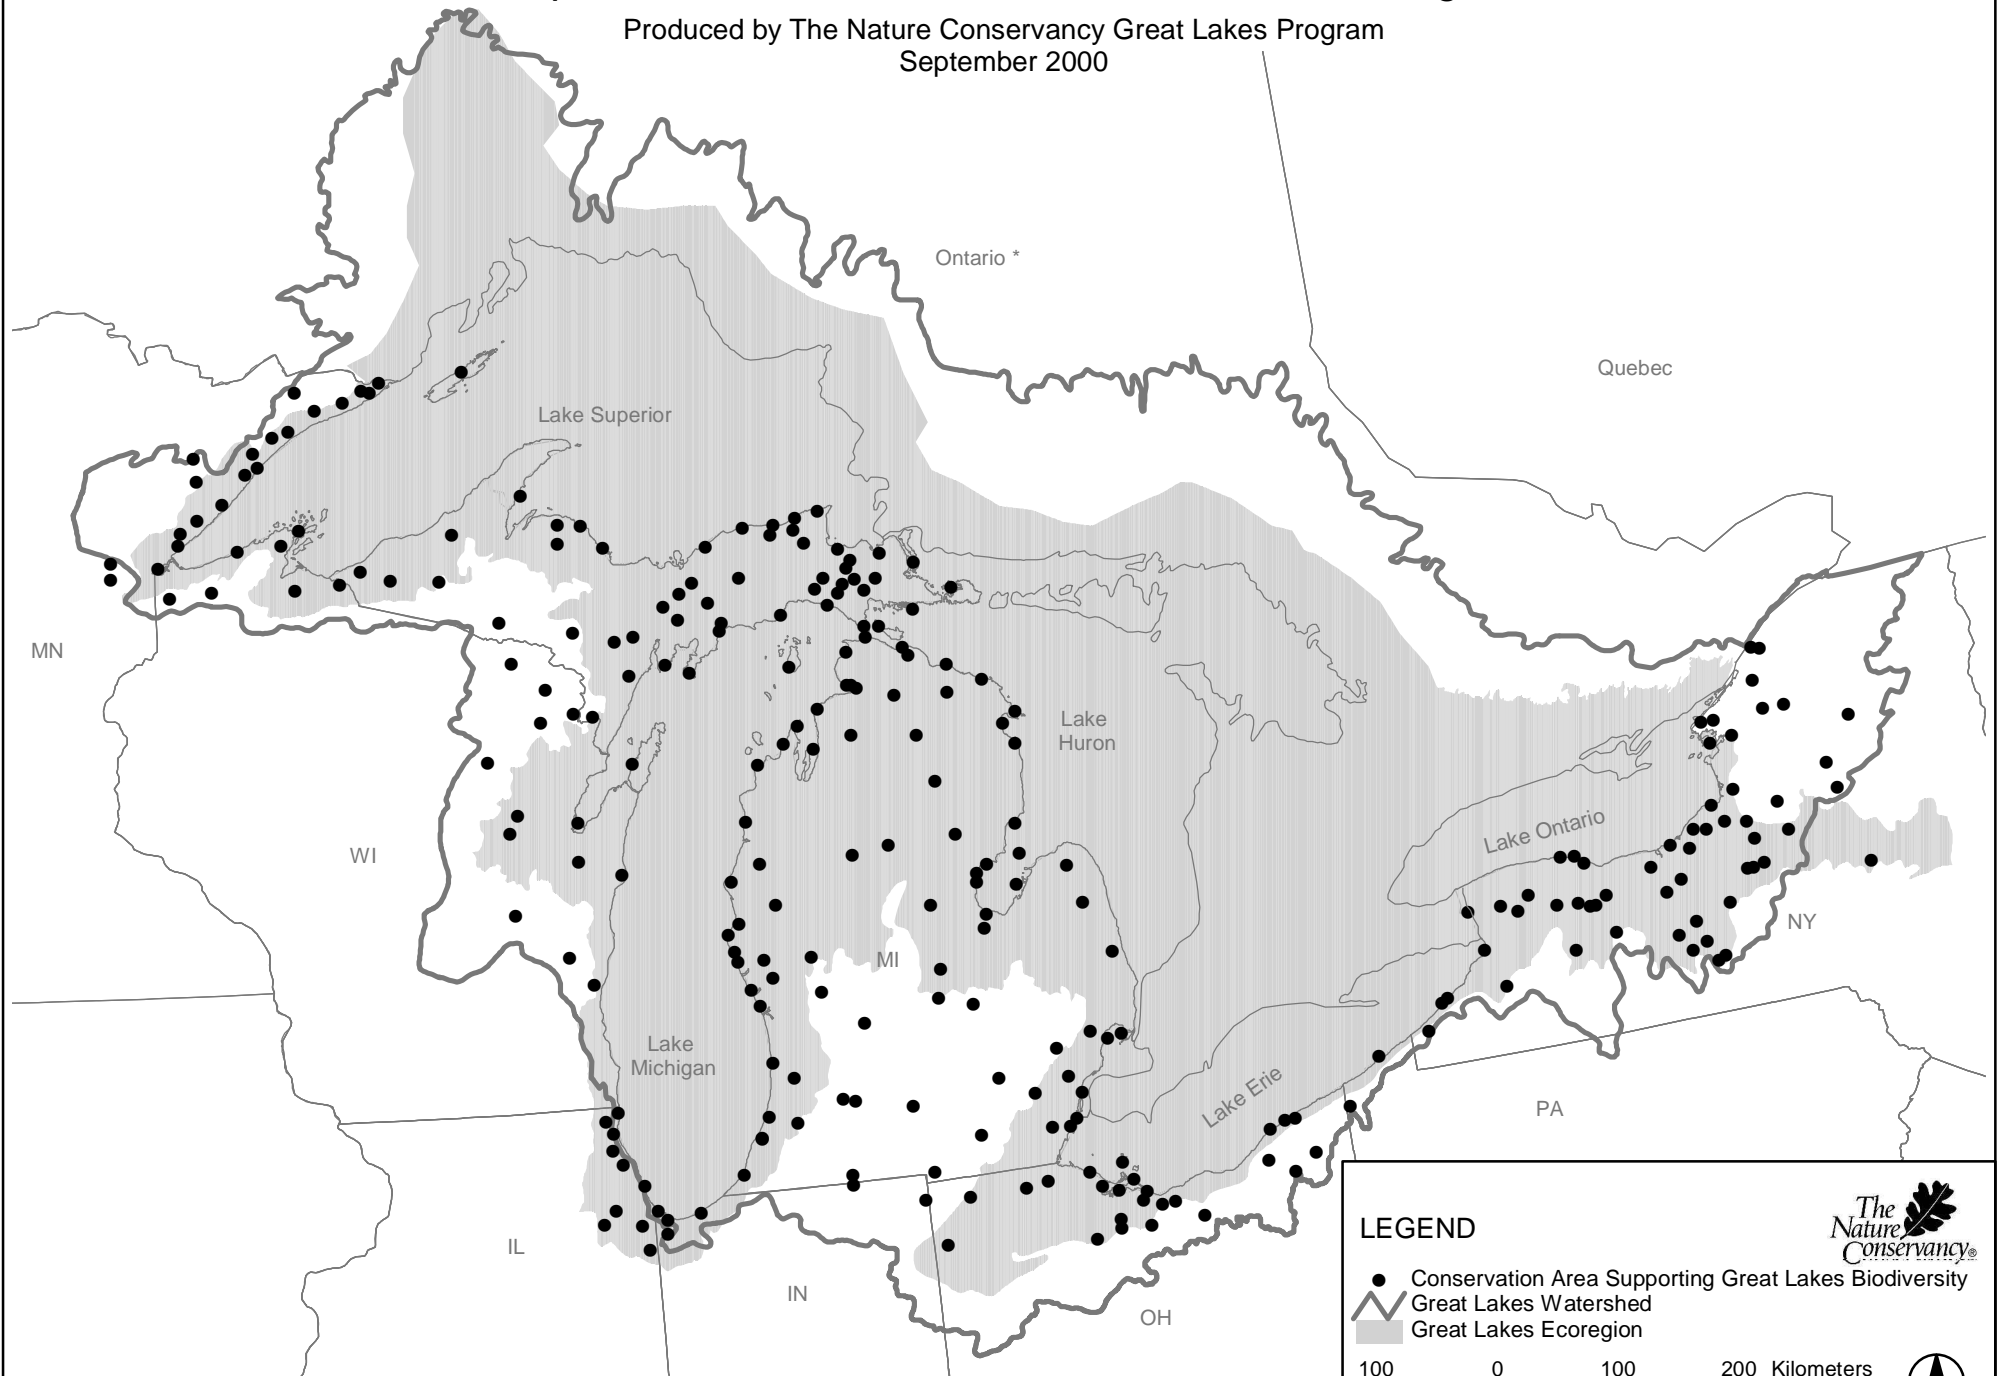 Produced by The Nature Conservancy Great Lakes Program
September 2000
Ontario *
Quebec
Lake Superior
MN
Lake
Huron
Lake Ontario
WI
NY
MI
Lake
Michigan
Lake Erie
PA
IL
IN
OH
LEGEND
The
Nature
Conservancy®
Conservation Area Supporting Great Lakes Biodiversity
Great Lakes Watershed
Great Lakes Ecoregion
100 0 100 200 Kilometers